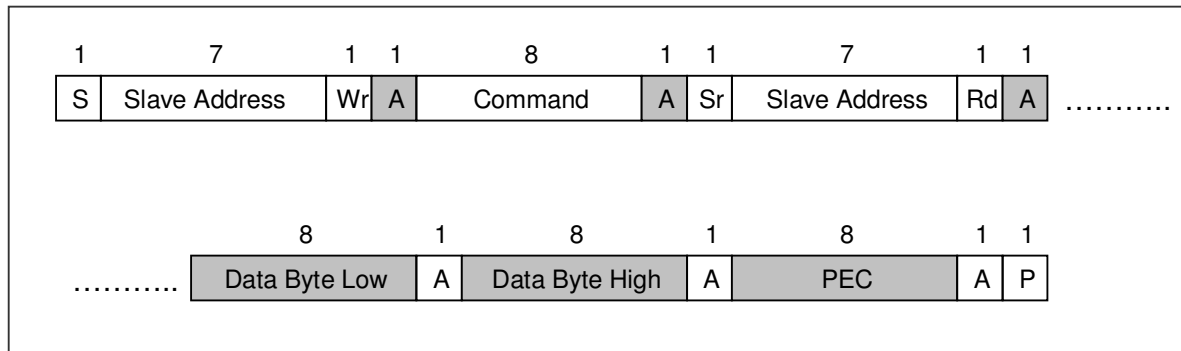 1 7 1 1 8 1 1 7 1 1
S Slave Address Wr A Command A Sr Slave Address Rd A ………..
8 1 8 1 8 1 1
……….. Data Byte Low A Data Byte High A PEC A P